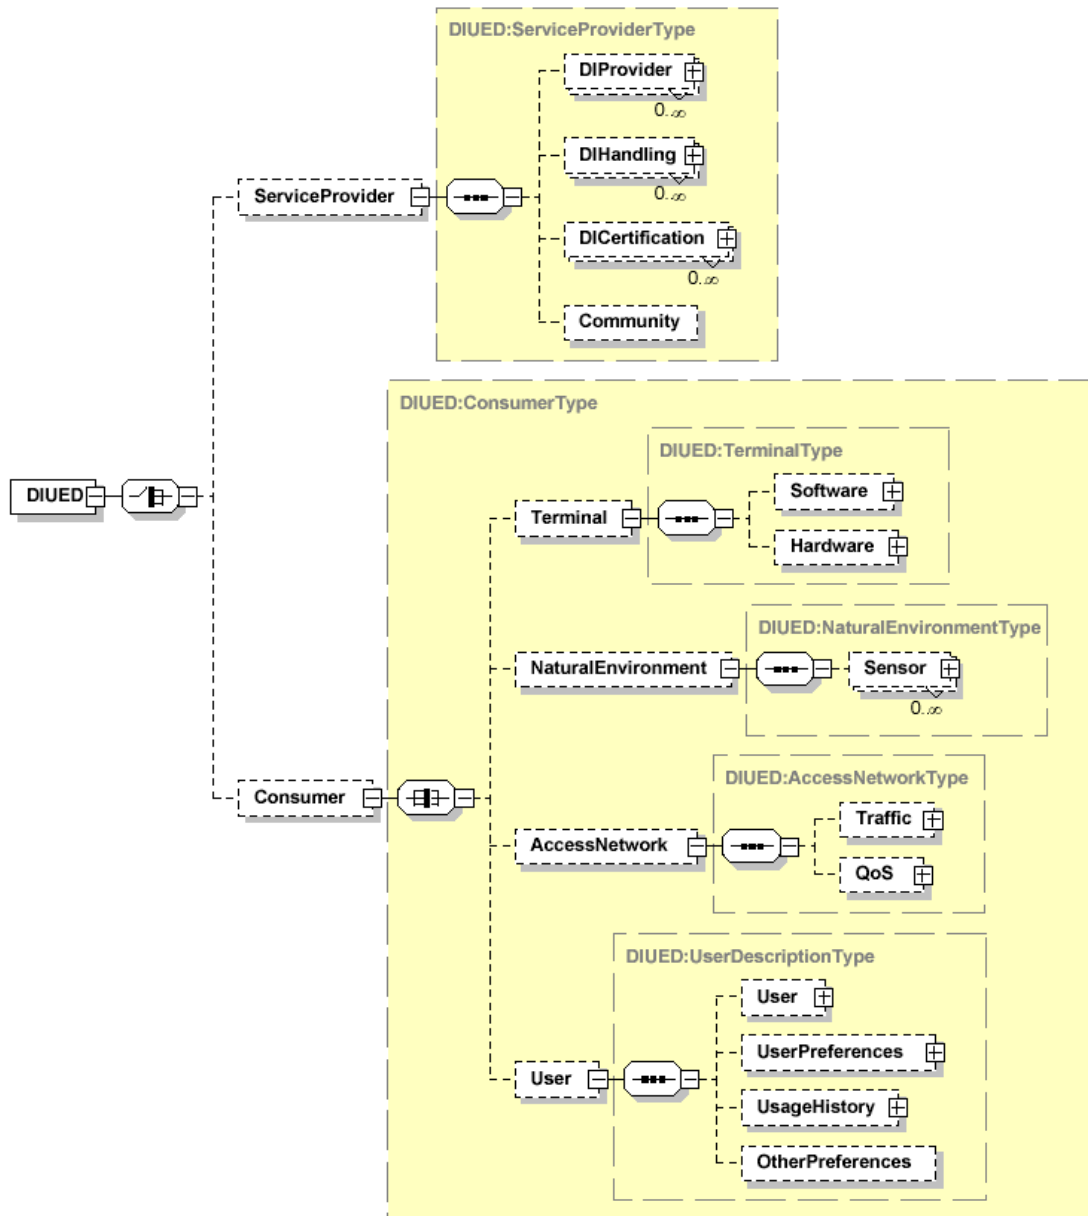 DIUED:ServiceProviderType
DIProvider
0..∞
DIHandling
0..∞
ServiceProvider
DICertification
0..∞
Community
DIUED:ConsumerType
DIUED:TerminalType
Software
DIUED
Terminal
Hardware
DIUED:NaturalEnvironmentType
NaturalEnvironment
Sensor
0..∞
DIUED:AccessNetworkType
Consumer
Traffic
AccessNetwork
QoS
DIUED:UserDescriptionType
User
UserPreferences
User
UsageHistory
OtherPreferences